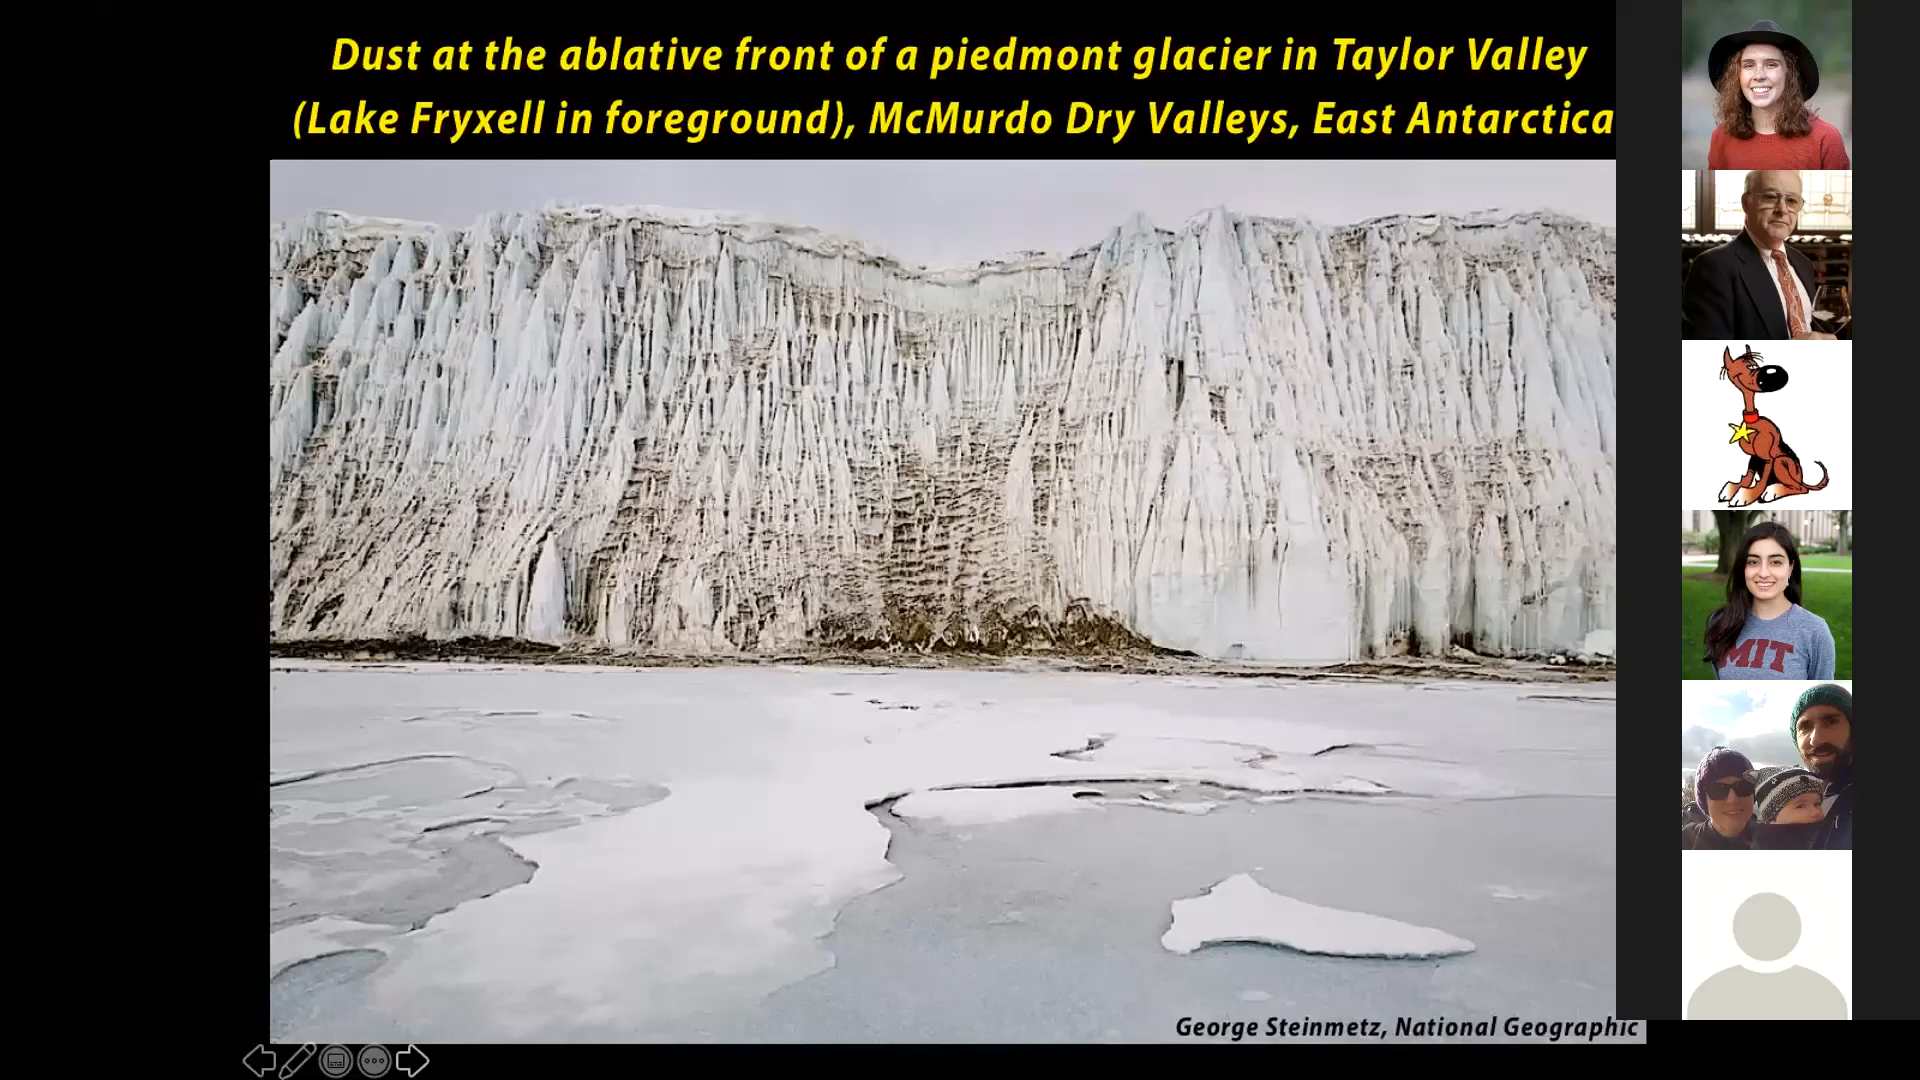 Dust at the ablative front of a piedmont glacier in Taylor Valley
(Lake Fryxell in foreground), McMurdo Dry Valleys, East Antarctica
MIT
George Steinmetz, National Geographic